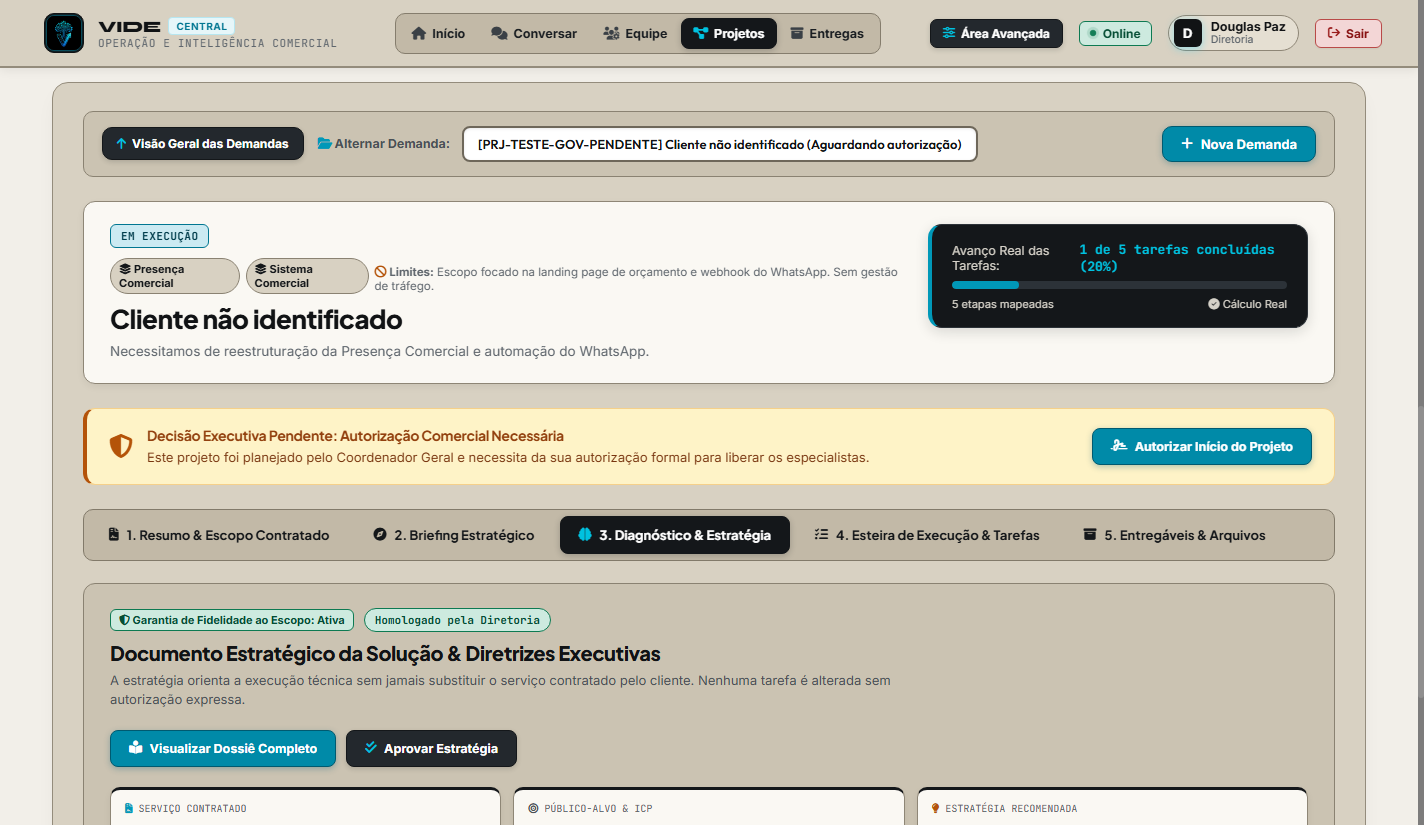 VIDE CENTRAL
OPERAÇÃO E INTELIGÊNCIA COMERCIAL
Início
Conversar
Equipe
Projetos
Entregas
Área Avançada
Online
D
Douglas Paz
Diretoria
Sair
Visão Geral das Demandas
Alternar Demanda:
[PRJ-TESTE-GOV-PENDENTE] Cliente não identificado (Aguardando autorização)
+ Nova Demanda
EM EXECUÇÃO
Presença
Comercial
Sistema
Comercial
Limites: Escopo focado na landing page de orçamento e webhook do WhatsApp. Sem gestão
de tráfego.
Cliente não identificado
Necessitamos de reestruturação da Presença Comercial e automação do WhatsApp.
Avanço Real das
Tarefas:
1 de 5 tarefas concluídas
(20%)
5 etapas mapeadas
Cálculo Real
Decisão Executiva Pendente: Autorização Comercial Necessária
Este projeto foi planejado pelo Coordenador Geral e necessita da sua autorização formal para liberar os especialistas.
Autorizar Início do Projeto
1. Resumo & Escopo Contratado
2. Briefing Estratégico
3. Diagnóstico & Estratégia
4. Esteira de Execução & Tarefas
5. Entregáveis & Arquivos
Garantia de Fidelidade ao Escopo: Ativa
Homologado pela Diretoria
Documento Estratégico da Solução & Diretrizes Executivas
A estratégia orienta a execução técnica sem jamais substituir o serviço contratado pelo cliente. Nenhuma tarefa é alterada sem
autorização expressa.
Visualizar Dossiê Completo
Aprovar Estratégia
SERVIÇO CONTRATADO
PÚBLICO-ALVO & ICP
ESTRATÉGIA RECOMENDADA